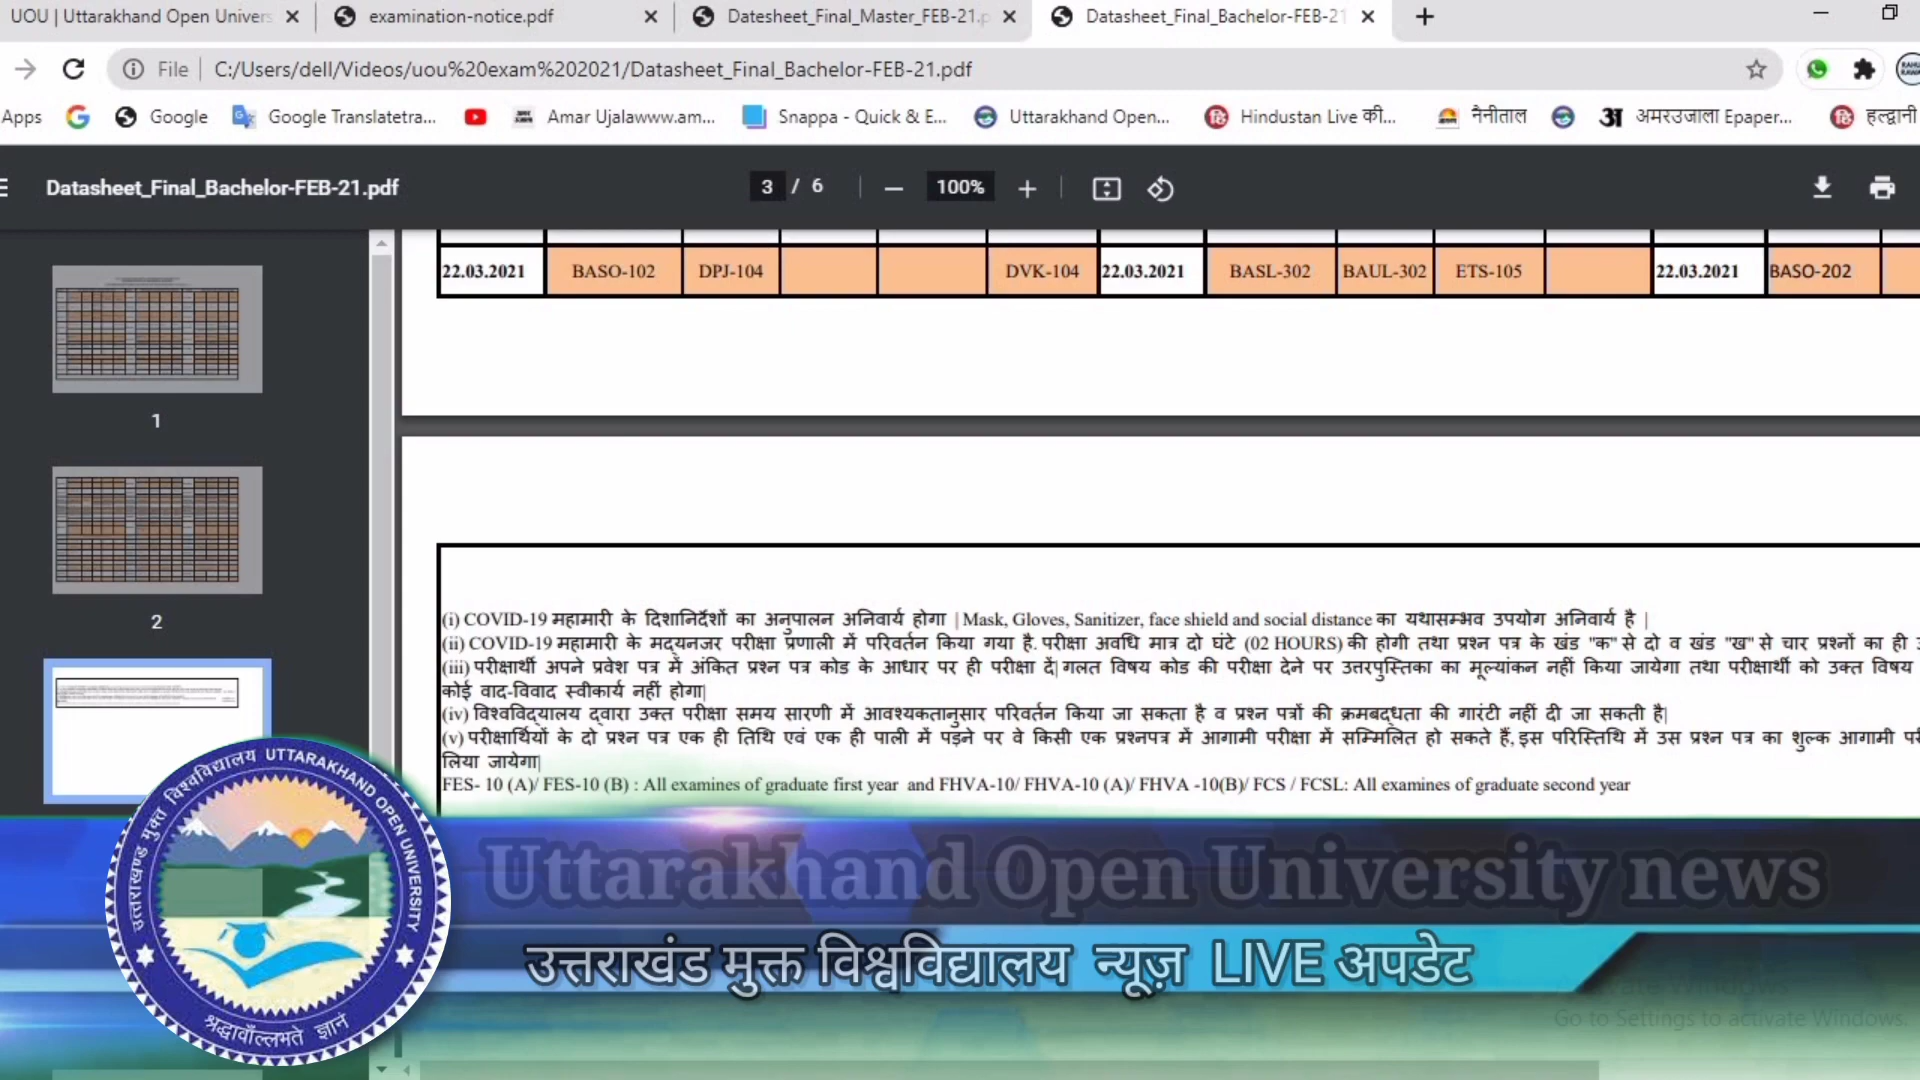 UOU | Uttarakhand Open Univers
examination-notice.pdf
Datesheet_Final_Master_FEB-21.p
Datasheet_Final_Bachelor-FEB-21
File
C:/Users/dell/Videos/uou%20exam%202021/Datasheet_Final_Bachelor-FEB-21.pdf
Apps
Google
Google Translatetra...
Amar Ujalawww.am...
Snappa - Quick & E...
Uttarakhand Open...
Hindustan Live की...
नैनीताल
अमरउजाला Epaper...
हल्द्वानी
Datasheet_Final_Bachelor-FEB-21.pdf
3 / 6
100%
22.03.2021 BASO-102 DPJ-104 DVK-104 22.03.2021 BASL-302 BAUL-302 ETS-105 22.03.2021 BASO-202
1
2
(i) COVID-19 महामारी के दिशानिर्देशों का अनुपालन अनिवार्य होगा | Mask, Gloves, Sanitizer, face shield and social distance का यथासम्भव उपयोग अनिवार्य है |
(ii) COVID-19 महामारी के मद्यनजर परीक्षा प्रणाली में परिवर्तन किया गया है. परीक्षा अवधि मात्र दो घंटे (02 HOURS) की होगी तथा प्रश्न पत्र के खंड "क" से दो व खंड "ख" से चार प्रश्नों का ही
(iii) परीक्षार्थी अपने प्रवेश पत्र में अंकित प्रश्न पत्र कोड के आधार पर ही परीक्षा दें| गलत विषय कोड की परीक्षा देने पर उत्तरपुस्तिका का मूल्यांकन नहीं किया जायेगा तथा परीक्षार्थी को उक्त विषय
कोई वाद-विवाद स्वीकार्य नहीं होगा|
(iv) विश्वविद्यालय द्वारा उक्त परीक्षा समय सारणी में आवश्यकतानुसार परिवर्तन किया जा सकता है व प्रश्न पत्रों की क्रमबद्धता की गारंटी नहीं दी जा सकती है|
(v) परीक्षार्थियों के दो प्रश्न पत्र एक ही तिथि एवं एक ही पाली में पड़ने पर वे किसी एक प्रश्नपत्र में आगामी परीक्षा में सम्मिलित हो सकते हैं, इस परिस्तिथि में उस प्रश्न पत्र का शुल्क आगामी
लिया जायेगा|
FES- 10 (A)/ FES-10 (B) : All examines of graduate first year and FHVA-10/ FHVA-10 (A)/ FHVA -10(B)/ FCS / FCSL: All examines of graduate second year
उत्तराखण्ड मुक्त विश्वविद्यालय UTTARAKHAND OPEN UNIVERSITY
श्रद्धावाँल्लभते ज्ञानं
Uttarakhand Open University news
उत्तराखंड मुक्त विश्वविद्यालय न्यूज़ LIVE अपडेट
Activate Windows
Go to Settings to activate Windows.